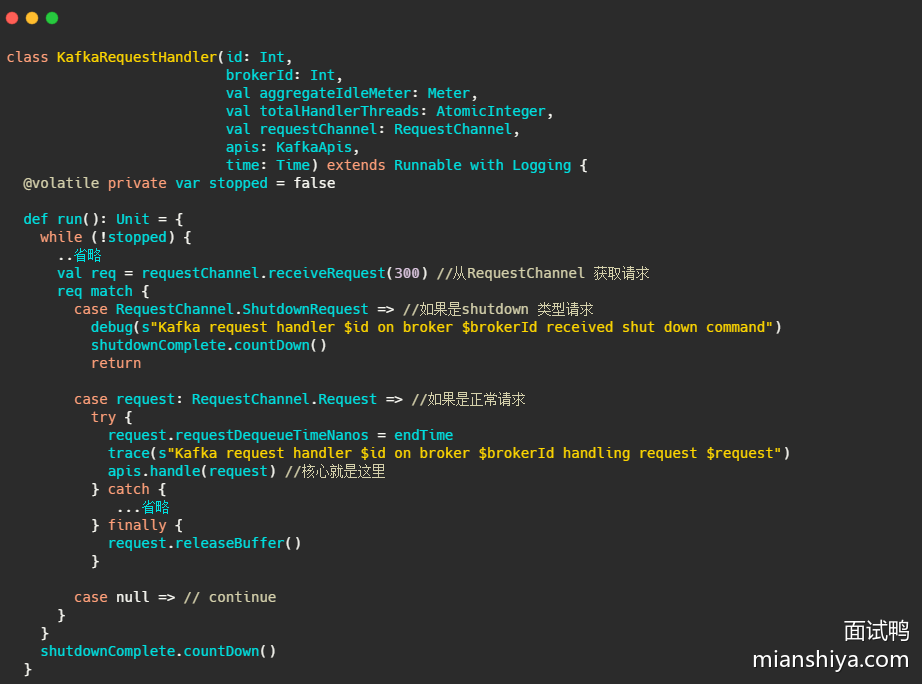 class KafkaRequestHandler(id: Int,
                          brokerId: Int,
                          val aggregateIdleMeter: Meter,
                          val totalHandlerThreads: AtomicInteger,
                          val requestChannel: RequestChannel,
                          apis: KafkaApis,
                          time: Time) extends Runnable with Logging {
  @volatile private var stopped = false

  def run(): Unit = {
    while (!stopped) {
      ..省略
      val req = requestChannel.receiveRequest(300) //从RequestChannel 获取请求
      req match {
        case RequestChannel.ShutdownRequest => //如果是shutdown 类型请求
          debug(s"Kafka request handler $id on broker $brokerId received shut down command")
          shutdownComplete.countDown()
          return

        case request: RequestChannel.Request => //如果是正常请求
          try {
            request.requestDequeueTimeNanos = endTime
            trace(s"Kafka request handler $id on broker $brokerId handling request $request")
            apis.handle(request) //核心就是这里
          } catch {
             ...省略
          } finally {
            request.releaseBuffer()
          }

        case null => // continue
      }
    }
    shutdownComplete.countDown()
  }
面试鸭
mianshiya.com